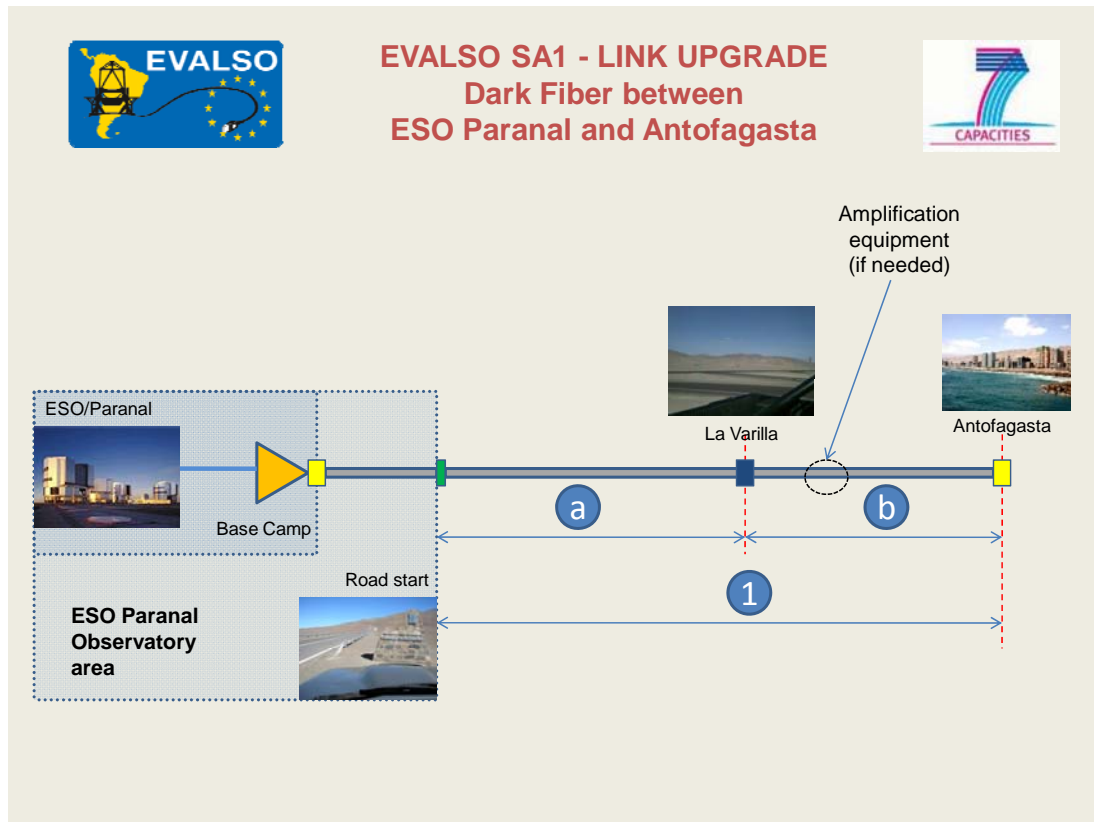 EVALSO
EVALSO SA1 - LINK UPGRADE
Dark Fiber between
ESO Paranal and Antofagasta
7
CAPACITIES
Amplification
equipment
(if needed)
ESO/Paranal
La Varilla
Antofagasta
Base Camp
a
b
Road start
1
ESO Paranal
Observatory
area